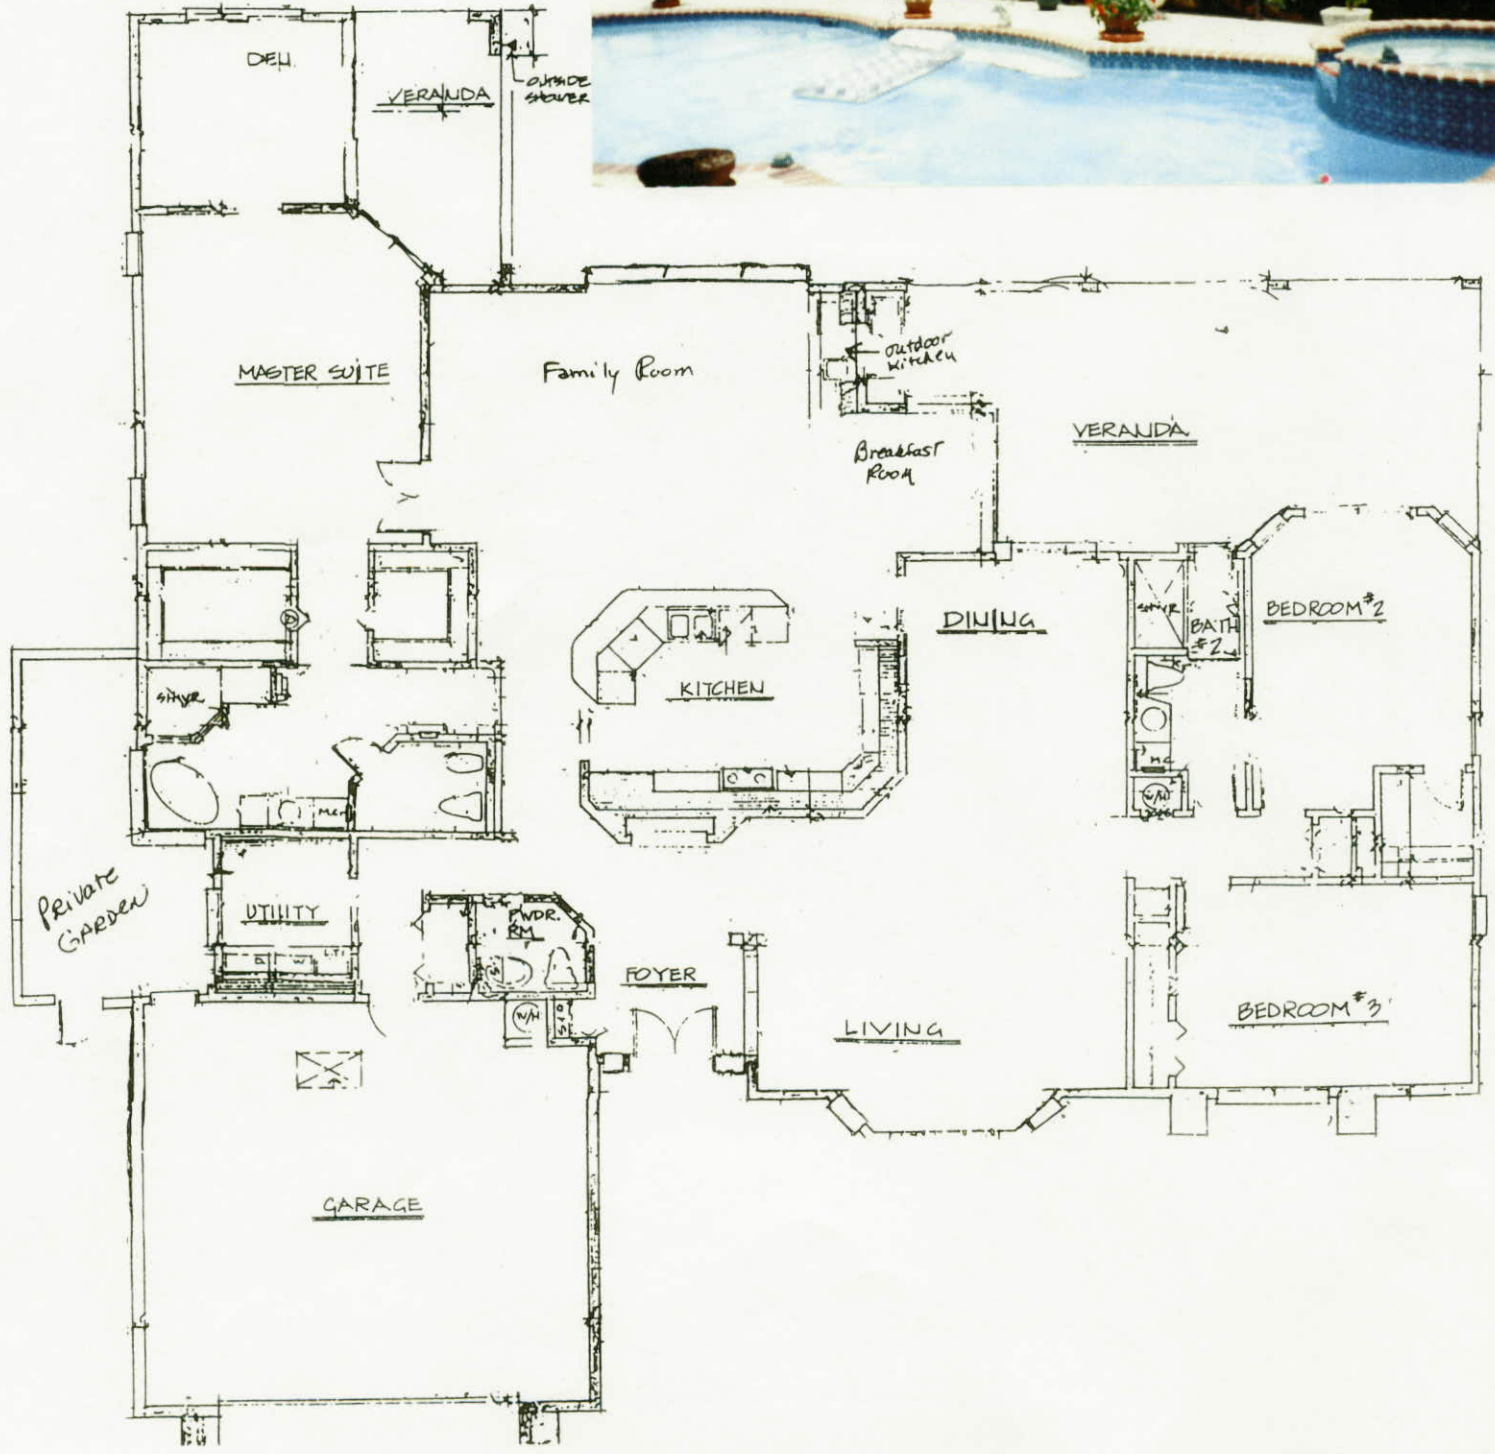 DEN
VERANDA
OUTSIDE
SHOWER
MASTER SUITE
Family Room
outdoor
kitchen
Breakfast
Room
VERANDA
DINING
SHWR
BATH
#2
BEDROOM #2
KITCHEN
SHWR
M.C.
M.C.
W/H
Private
GARDEN
UTILITY
D W L.T.
PWDR.
RM
FOYER
W/H
STO
LIVING
BEDROOM #3
GARAGE